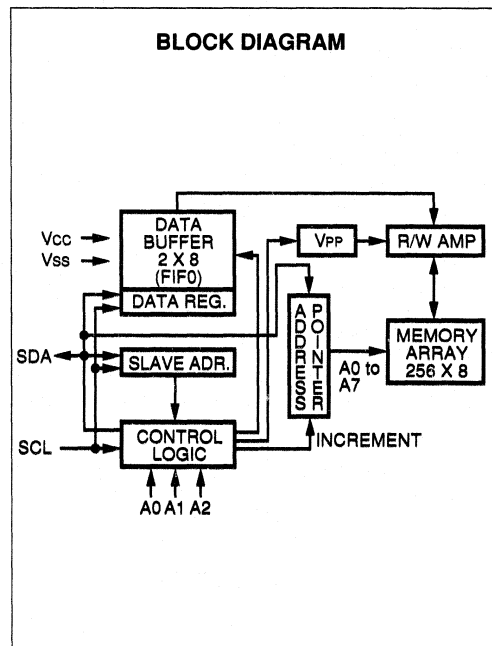 BLOCK DIAGRAM
DATA
BUFFER
2 X 8
(FIF0)
DATA REG.
Vcc
Vss
VPP
R/W AMP
ADDRESS
POINTER
MEMORY
ARRAY
256 X 8
A0 to
A7
SDA
SLAVE ADR.
SCL
CONTROL
LOGIC
INCREMENT
A0 A1 A2